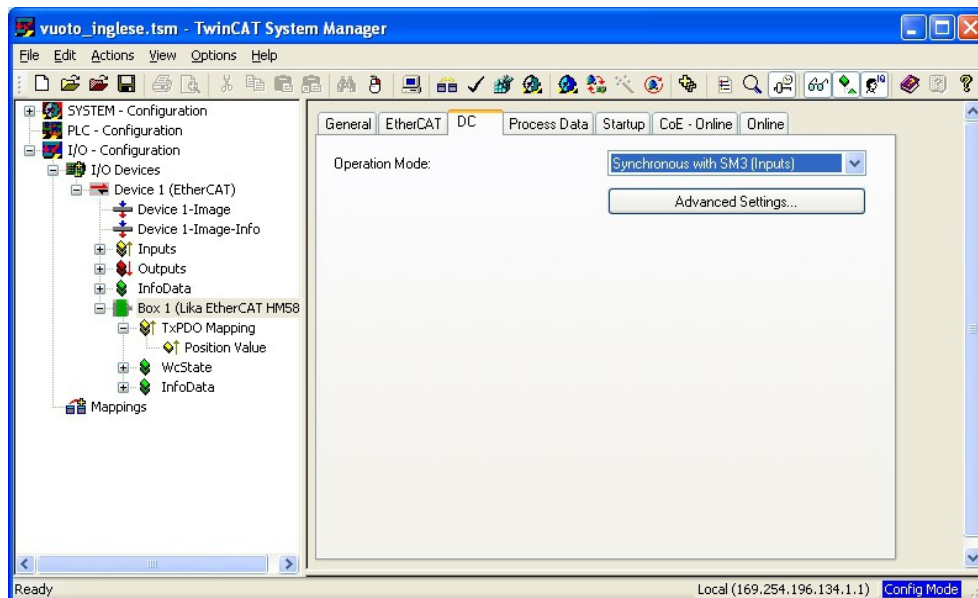 vuoto_inglese.tsm - TwinCAT System Manager
File Edit Actions View Options Help
SYSTEM - Configuration
PLC - Configuration
I/O - Configuration
I/O Devices
Device 1 (EtherCAT)
Device 1-Image
Device 1-Image-Info
Inputs
Outputs
InfoData
Box 1 (Lika EtherCAT HM58
TxPDO Mapping
Position Value
WcState
InfoData
Mappings
General EtherCAT DC Process Data Startup CoE - Online Online
Operation Mode: Synchronous with SM3 (Inputs)
Advanced Settings...
Ready Local (169.254.196.134.1.1) Config Mode